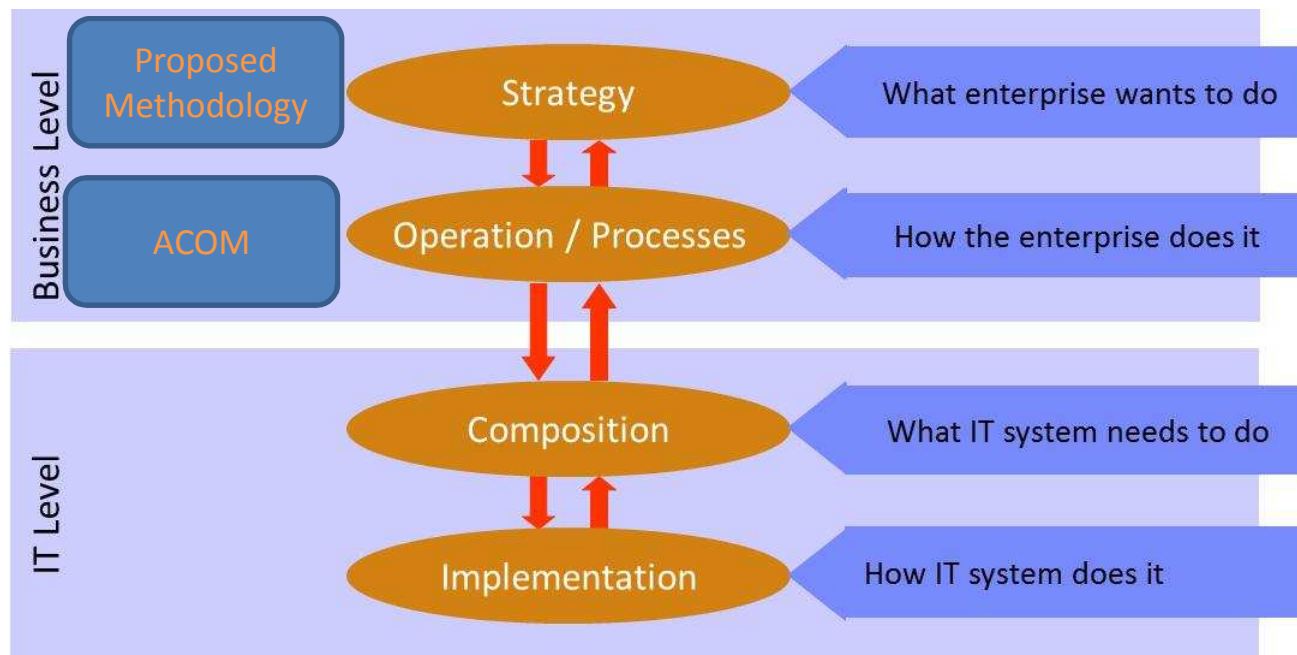 Business Level
Proposed
Methodology
Strategy
What enterprise wants to do
ACOM
Operation / Processes
How the enterprise does it
IT Level
Composition
What IT system needs to do
Implementation
How IT system does it